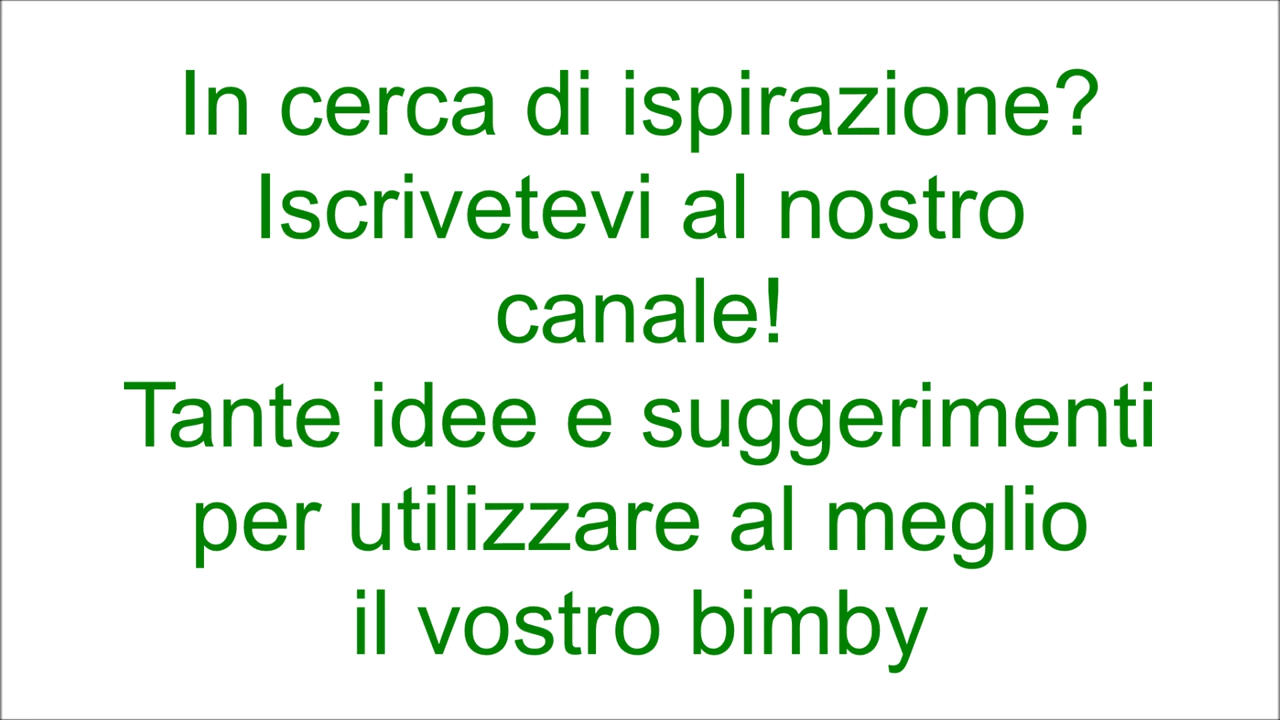 In cerca di ispirazione?
Iscrivetevi al nostro
canale!
Tante idee e suggerimenti
per utilizzare al meglio
il vostro bimby